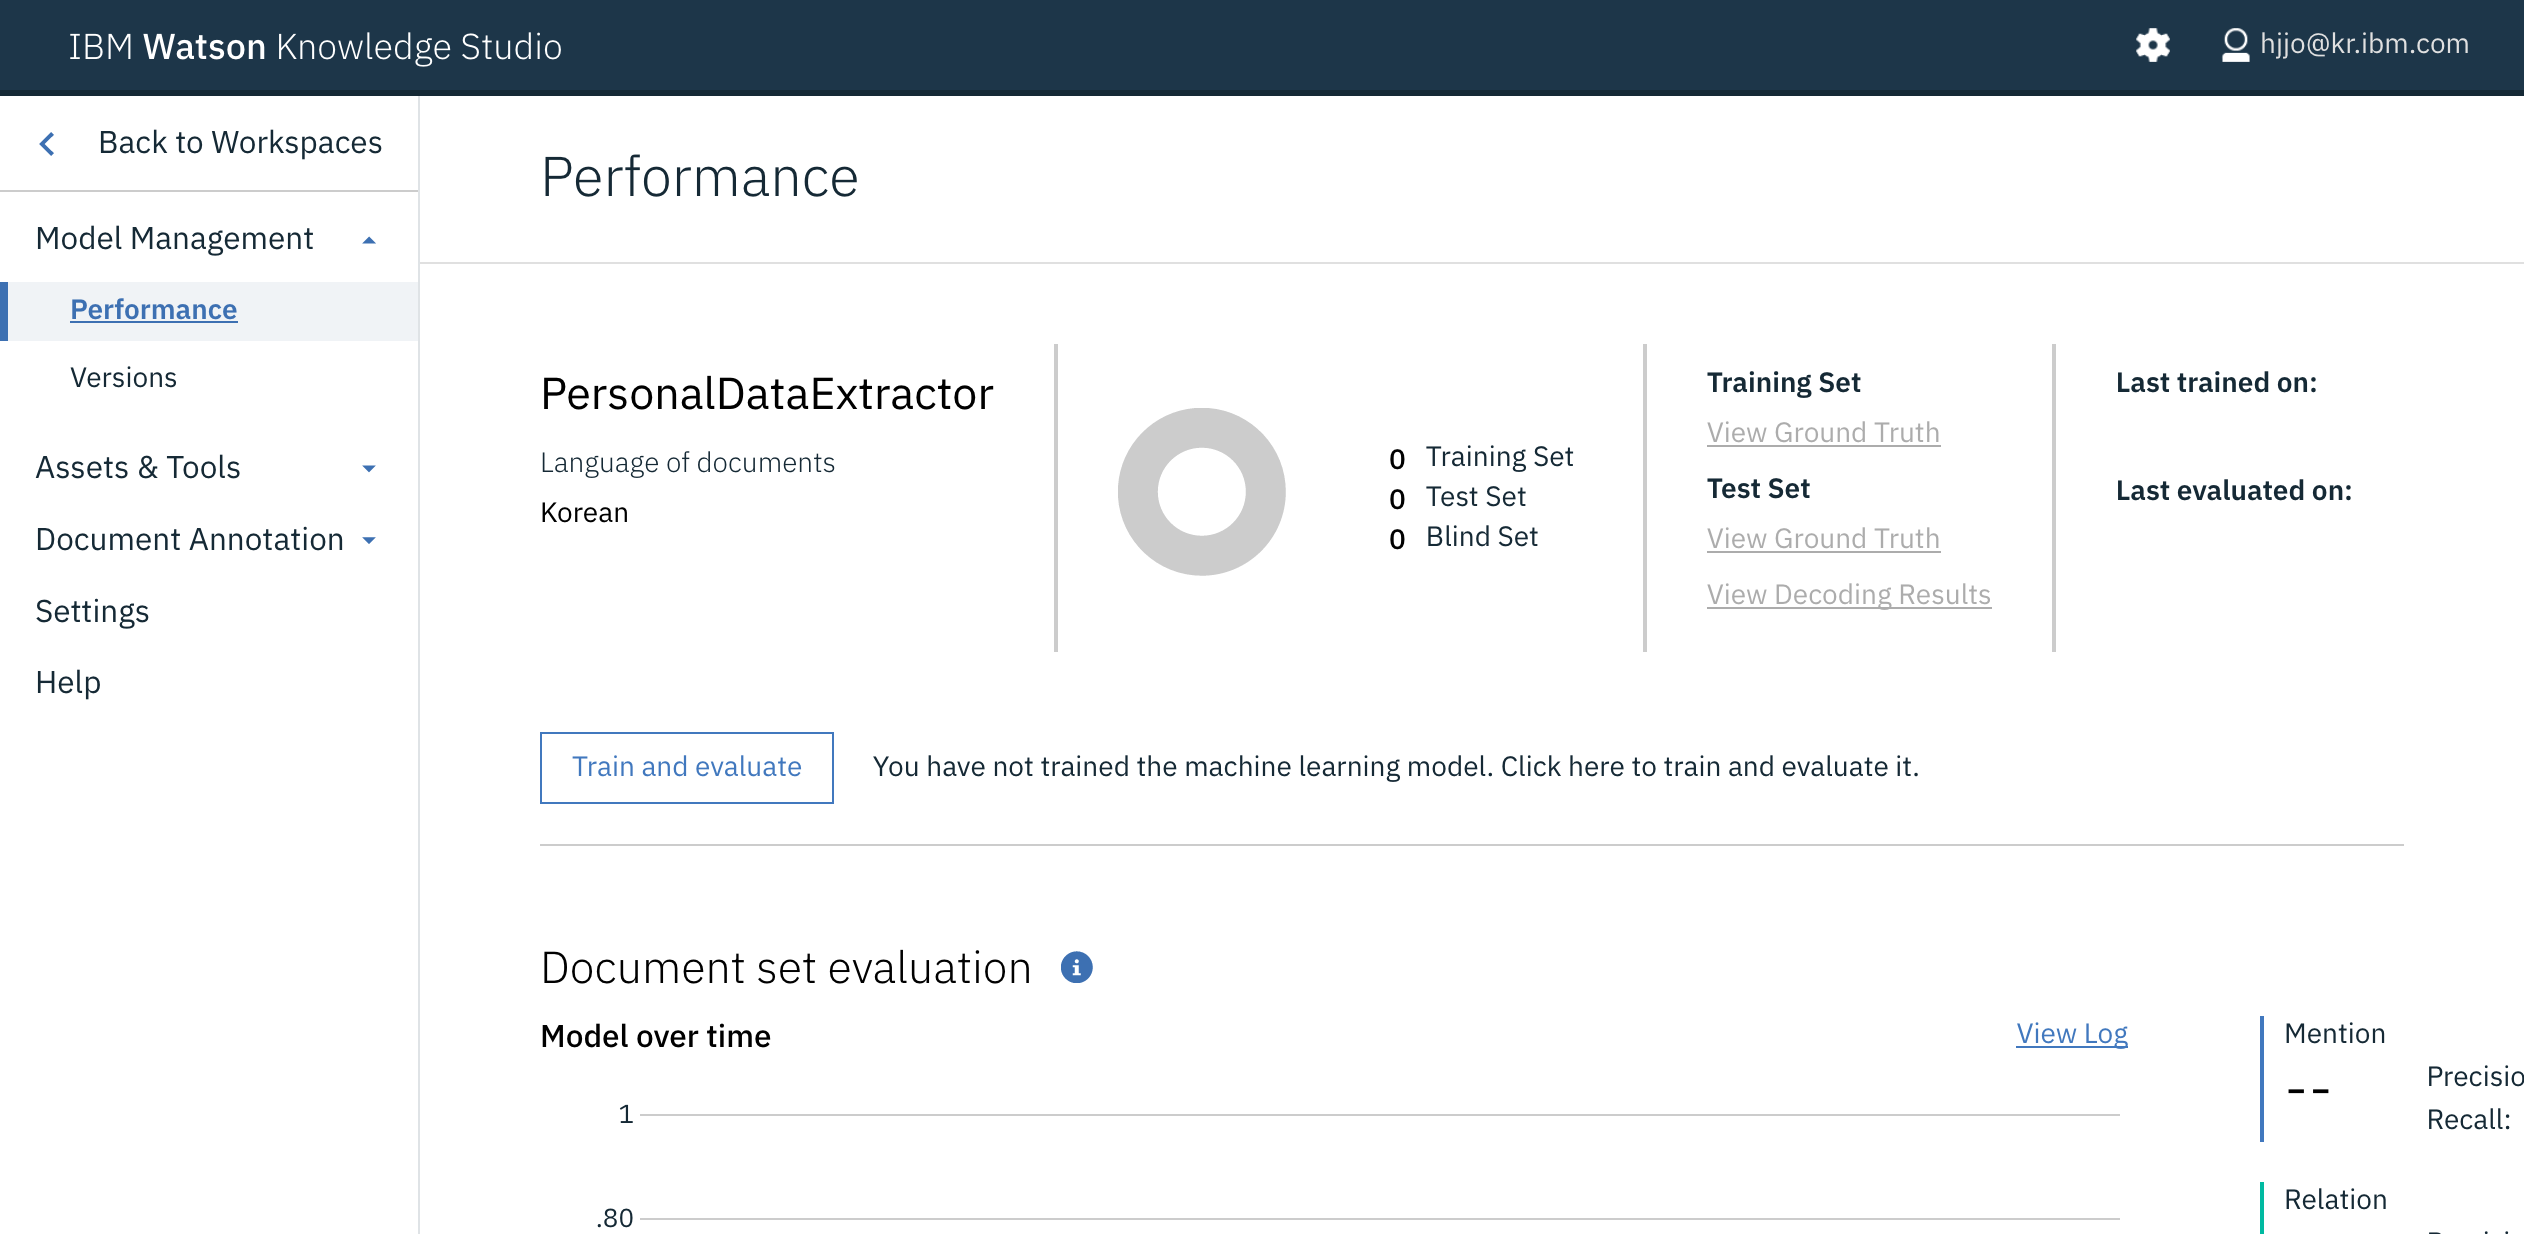 IBM Watson Knowledge Studio
hjjo@kr.ibm.com
Back to Workspaces
Model Management
Performance
Versions
Assets & Tools
Document Annotation
Settings
Help
Performance
PersonalDataExtractor
Language of documents
Korean
0 Training Set
0 Test Set
0 Blind Set
Training Set
View Ground Truth
Test Set
View Ground Truth
View Decoding Results
Last trained on:
Last evaluated on:
Train and evaluate
You have not trained the machine learning model. Click here to train and evaluate it.
Document set evaluation
Model over time
View Log
1
.80
Mention
--
Precisio
Recall:
Relation